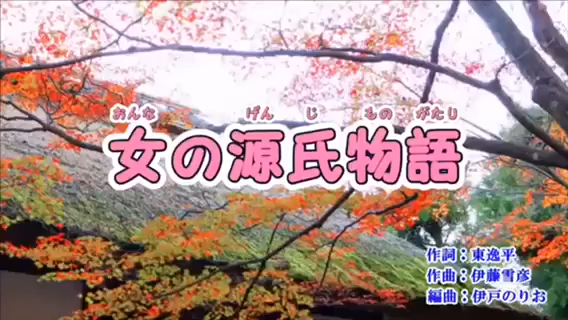 おんな げんじ ものがたり
女の源氏物語
作詞：東逸平
作曲：伊藤雪彦
編曲：伊戸のりお